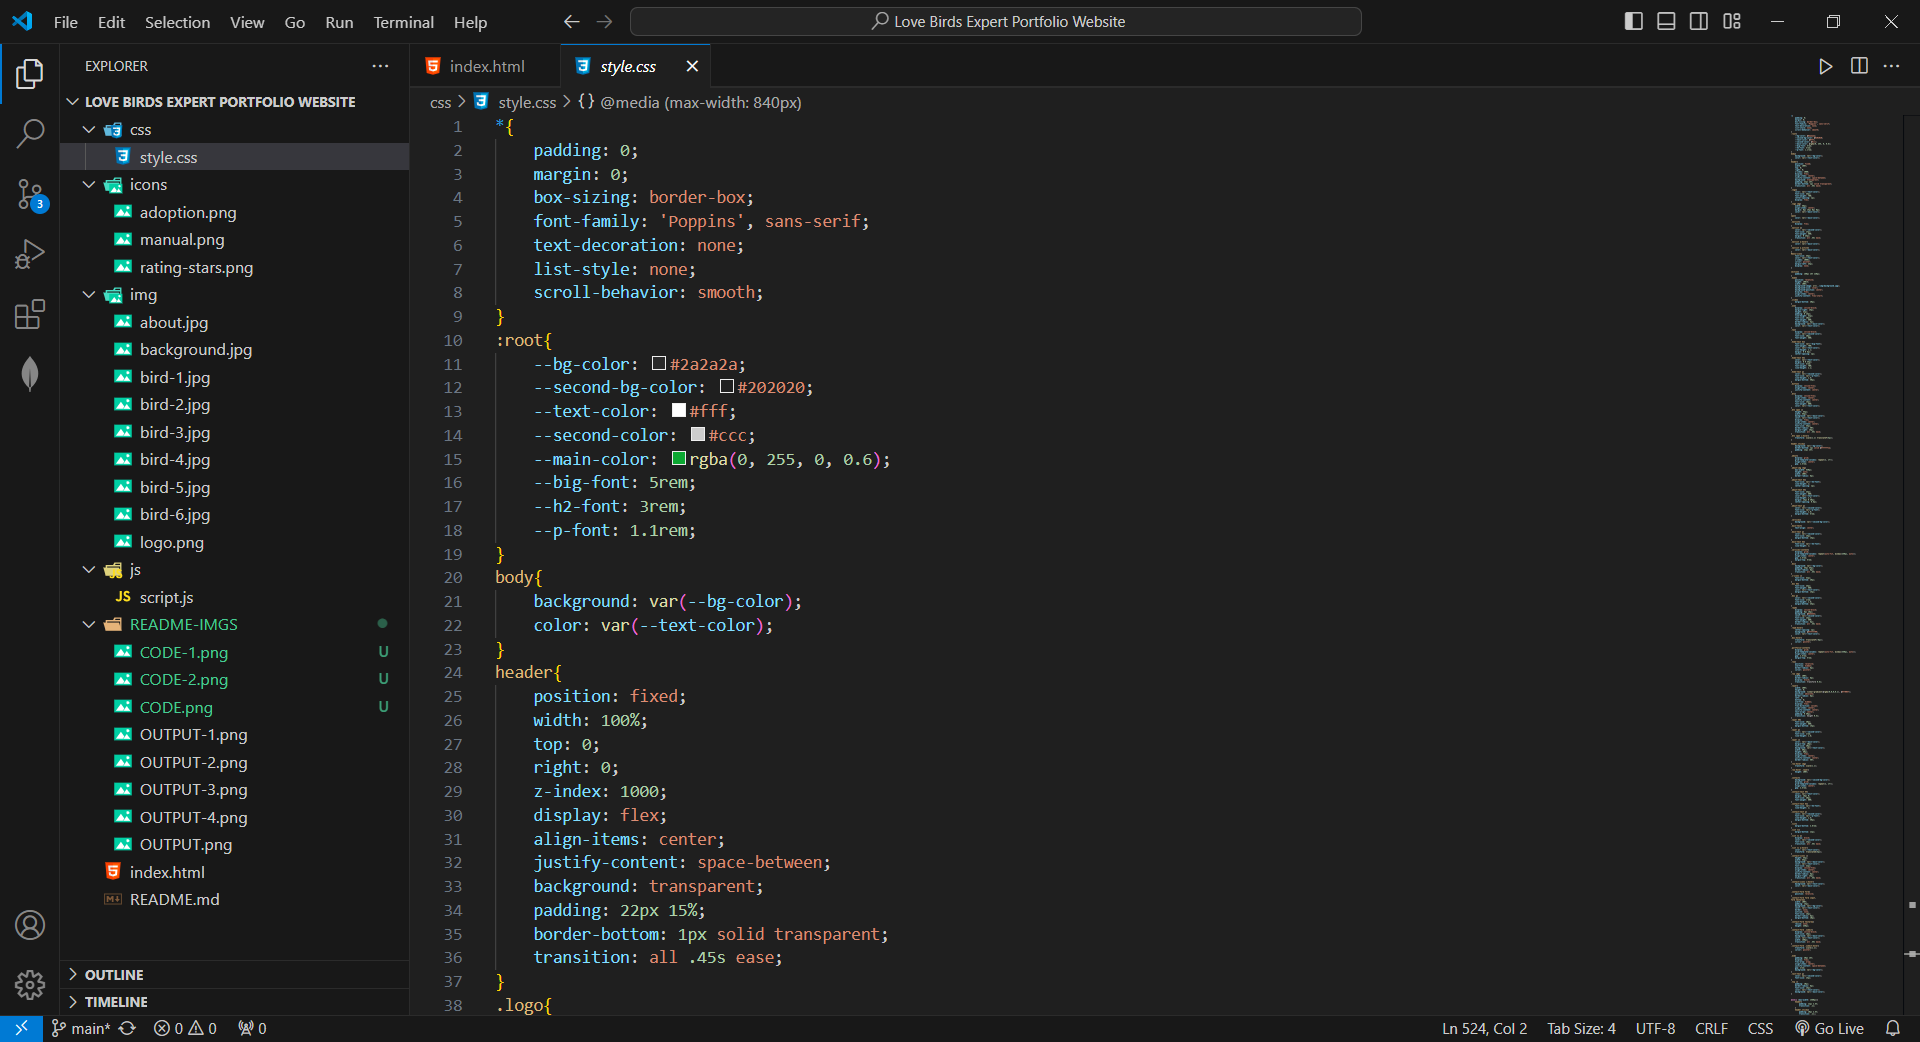 File Edit Selection View Go Run Terminal Help
Love Birds Expert Portfolio Website
EXPLORER
LOVE BIRDS EXPERT PORTFOLIO WEBSITE
css
style.css
icons
adoption.png
manual.png
rating-stars.png
img
about.jpg
background.jpg
bird-1.jpg
bird-2.jpg
bird-3.jpg
bird-4.jpg
bird-5.jpg
bird-6.jpg
logo.png
js
JS script.js
README-IMGS
CODE-1.png U
CODE-2.png U
CODE.png U
OUTPUT-1.png
OUTPUT-2.png
OUTPUT-3.png
OUTPUT-4.png
OUTPUT.png
index.html
README.md
OUTLINE
TIMELINE
3
index.html style.css
css > style.css > {} @media (max-width: 840px)
1 *{
2 padding: 0;
3 margin: 0;
4 box-sizing: border-box;
5 font-family: 'Poppins', sans-serif;
6 text-decoration: none;
7 list-style: none;
8 scroll-behavior: smooth;
9 }
10 :root{
11 --bg-color: #2a2a2a;
12 --second-bg-color: #202020;
13 --text-color: #fff;
14 --second-color: #ccc;
15 --main-color: rgba(0, 255, 0, 0.6);
16 --big-font: 5rem;
17 --h2-font: 3rem;
18 --p-font: 1.1rem;
19 }
20 body{
21 background: var(--bg-color);
22 color: var(--text-color);
23 }
24 header{
25 position: fixed;
26 width: 100%;
27 top: 0;
28 right: 0;
29 z-index: 1000;
30 display: flex;
31 align-items: center;
32 justify-content: space-between;
33 background: transparent;
34 padding: 22px 15%;
35 border-bottom: 1px solid transparent;
36 transition: all .45s ease;
37 }
38 .logo{
main* 0 0 0 Ln 524, Col 2 Tab Size: 4 UTF-8 CRLF CSS Go Live